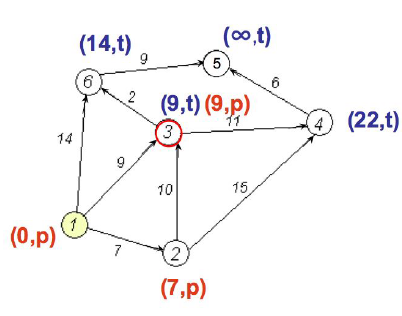 (∞,t)
(14,t)
9
5
6
6
2
(9,t) (9,p)
3
11
4
(22,t)
14
9
10
15
1
(0,p)
7
2
(7,p)